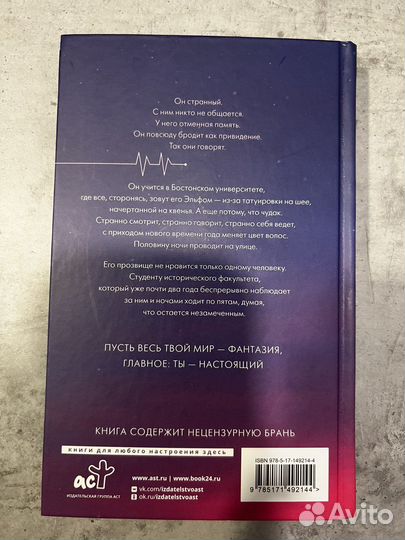 Он странный.
С ним никто не общается.
У него отменная память.
Он повсюду бродит как привидение.
Так они говорят.
Он учится в Бостонском университете,
где все, сторонясь, зовут его Эльфом — из-за татуировки на шее,
начертанной на квенья. А еще потому, что чудак.
Странно смотрит, странно говорит, странно себя ведет,
с приходом нового времени года меняет цвет волос.
Половину ночи проводит на улице.
Его прозвище не нравится только одному человеку.
Студенту исторического факультета,
который уже почти два года беспрерывно наблюдает
за ним и ночами ходит по пятам, думая,
что остается незамеченным.
ПУСТЬ ВЕСЬ ТВОЙ МИР — ФАНТАЗИЯ,
ГЛАВНОЕ: ТЫ — НАСТОЯЩИЙ
КНИГА СОДЕРЖИТ НЕЦЕНЗУРНУЮ БРАНЬ
книги для любого настроения здесь
аст
ИЗДАТЕЛЬСКАЯ ГРУППА АСТ
www.ast.ru | www.book24.ru
vk.com/izdatelstvoast
ok.ru/izdatelstvoast
ISBN 978-5-17-149214-4
9 785171 492144 >
Avito